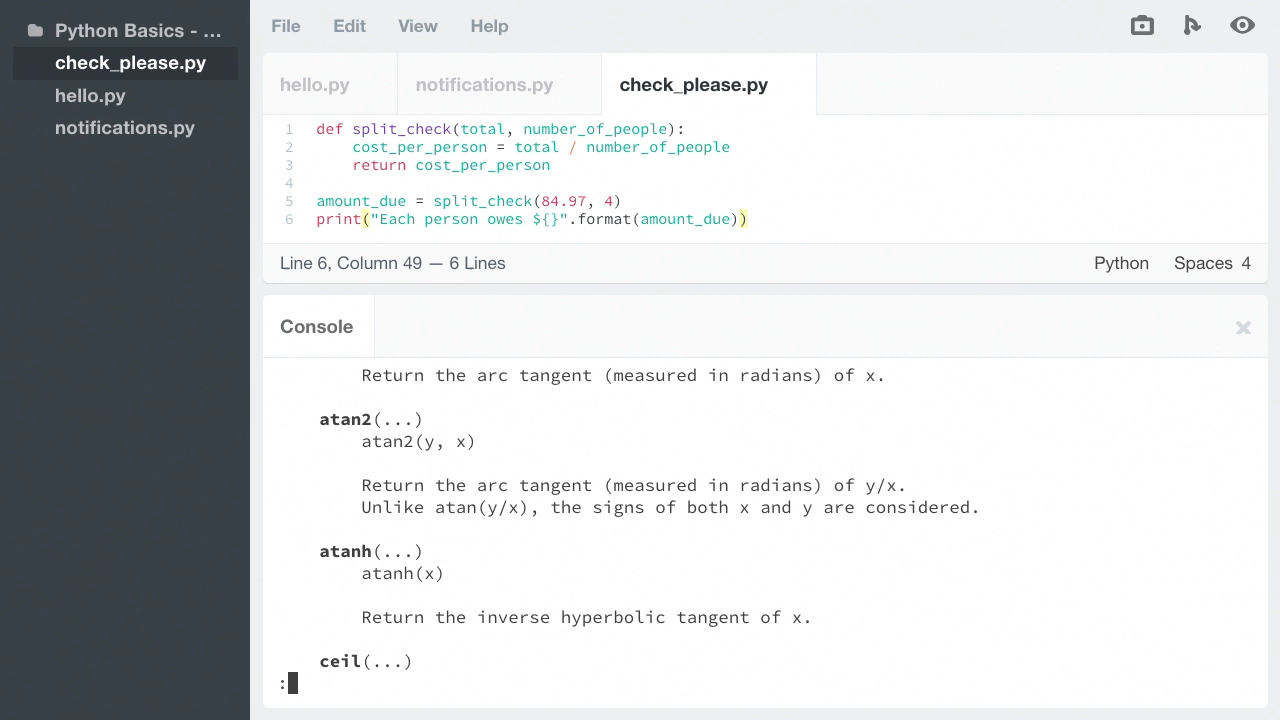 Python Basics - ...
check_please.py
hello.py
notifications.py
File Edit View Help
hello.py notifications.py check_please.py
1 def split_check(total, number_of_people):
2     cost_per_person = total / number_of_people
3     return cost_per_person
4
5 amount_due = split_check(84.97, 4)
6 print("Each person owes ${}".format(amount_due))
Line 6, Column 49 — 6 Lines Python Spaces 4
Console
Return the arc tangent (measured in radians) of x.
atan2(...)
atan2(y, x)
Return the arc tangent (measured in radians) of y/x.
Unlike atan(y/x), the signs of both x and y are considered.
atanh(...)
atanh(x)
Return the inverse hyperbolic tangent of x.
ceil(...)
: